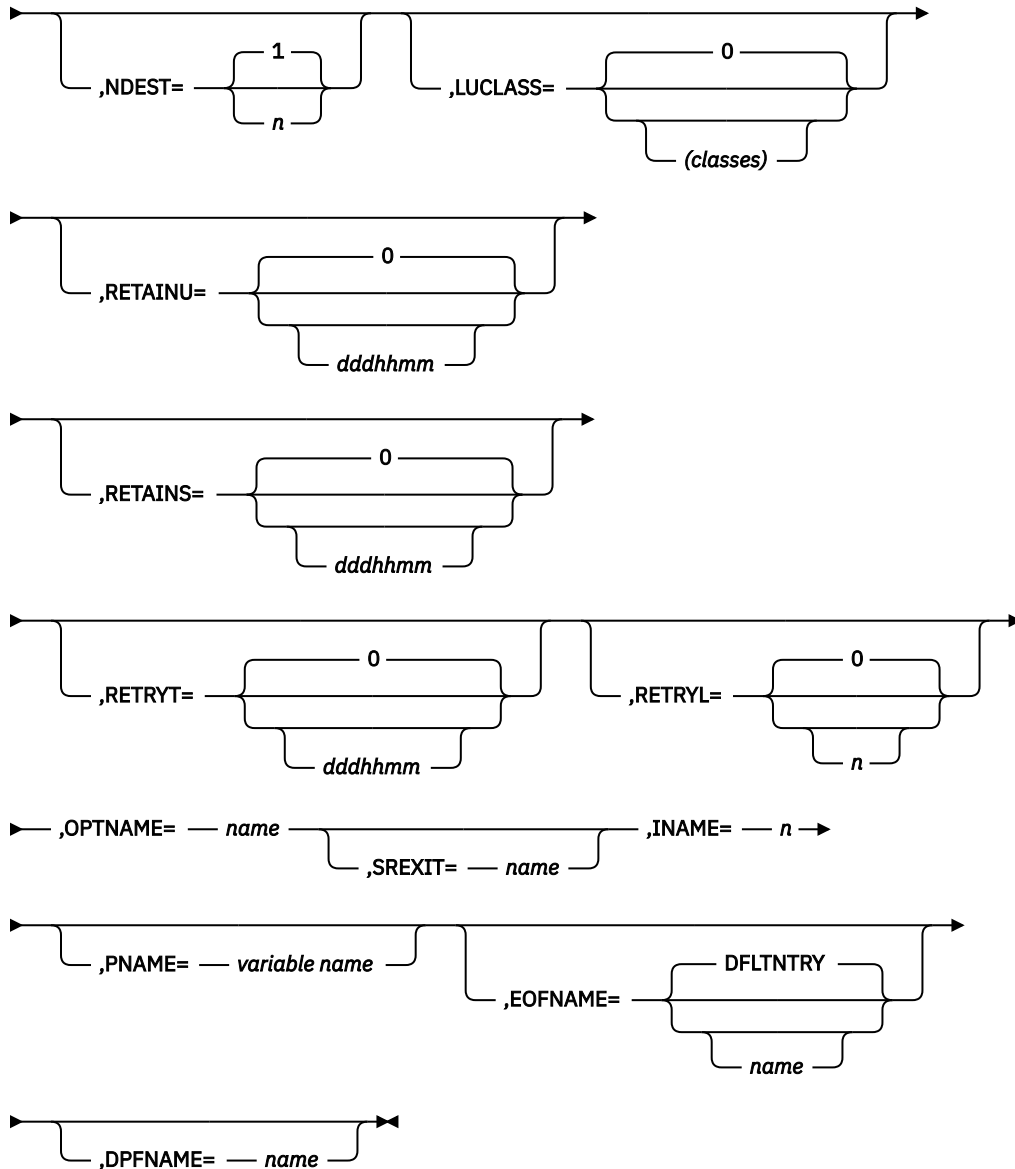 1
,NDEST=
n
0
,LUCLASS=
(classes)
0
,RETAINU=
dddhhmm
0
,RETAINS=
dddhhmm
0
,RETRYT=
dddhhmm
0
,RETRYL=
n
,OPTNAME= name ,INAME= n
,SREXIT= name
,PNAME= variable name
DFLTNTRY
,EOFNAME=
name
,DPFNAME= name